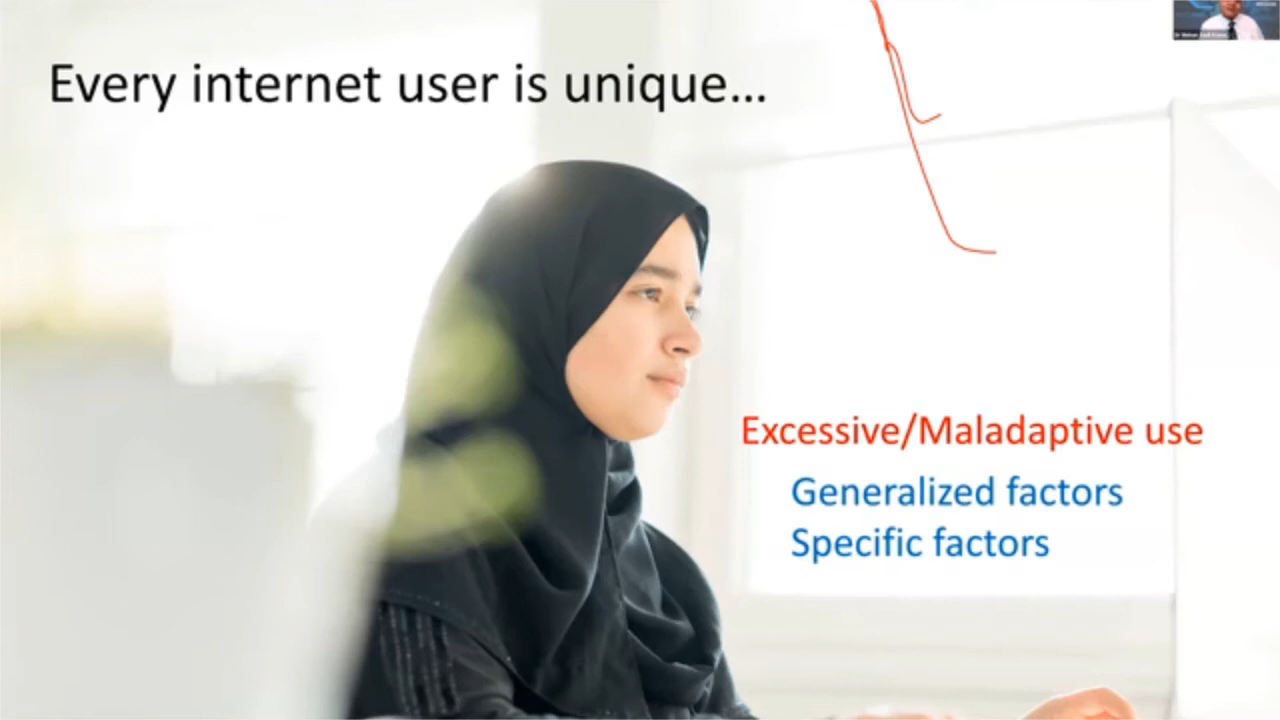 Every internet user is unique...
Excessive/Maladaptive use
Generalized factors
Specific factors